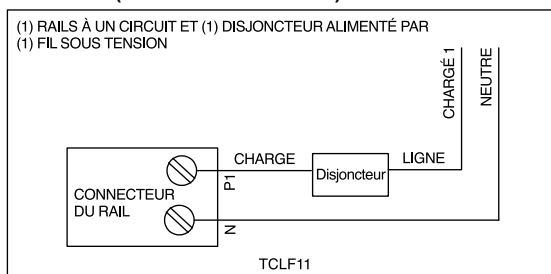 (1) RAILS À UN CIRCUIT ET (1) DISJONCTEUR ALIMENTÉ PAR
(1) FIL SOUS TENSION
CHARGÉ 1
NEUTRE
CHARGE
LIGNE
Disjoncteur
P1
CONNECTEUR
DU RAIL
N
TCLF11